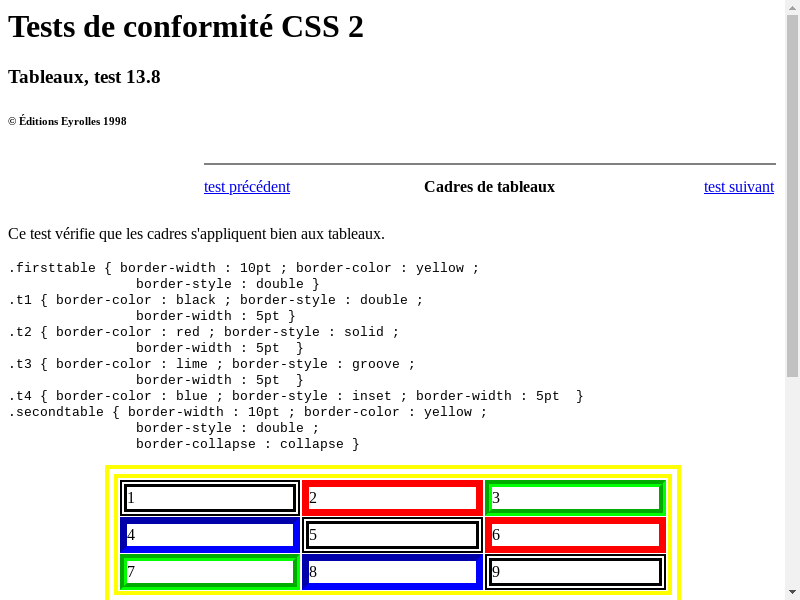 Tests de conformité CSS 2
Tableaux, test 13.8
© Éditions Eyrolles 1998
test précédent Cadres de tableaux test suivant
Ce test vérifie que les cadres s'appliquent bien aux tableaux.
.firsttable { border-width : 10pt ; border-color : yellow ;
border-style : double }
.t1 { border-color : black ; border-style : double ;
border-width : 5pt }
.t2 { border-color : red ; border-style : solid ;
border-width : 5pt  }
.t3 { border-color : lime ; border-style : groove ;
border-width : 5pt  }
.t4 { border-color : blue ; border-style : inset ; border-width : 5pt  }
.secondtable { border-width : 10pt ; border-color : yellow ;
border-style : double ;
border-collapse : collapse }
1 2 3
4 5 6
7 8 9